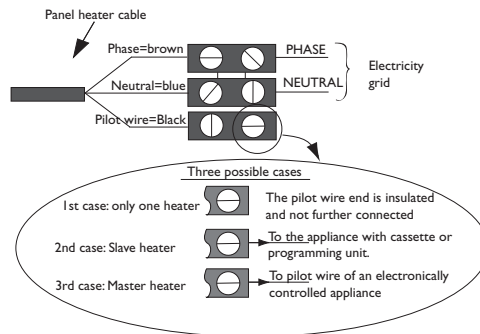 Panel heater cable
Phase=brown
PHASE
Electricity
grid
Neutral=blue
NEUTRAL
Pilot wire=Black
Three possible cases
1st case: only one heater
The pilot wire end is insulated
and not further connected
2nd case: Slave heater
To the appliance with cassette or
programming unit.
3rd case: Master heater
To pilot wire of an electronically
controlled appliance